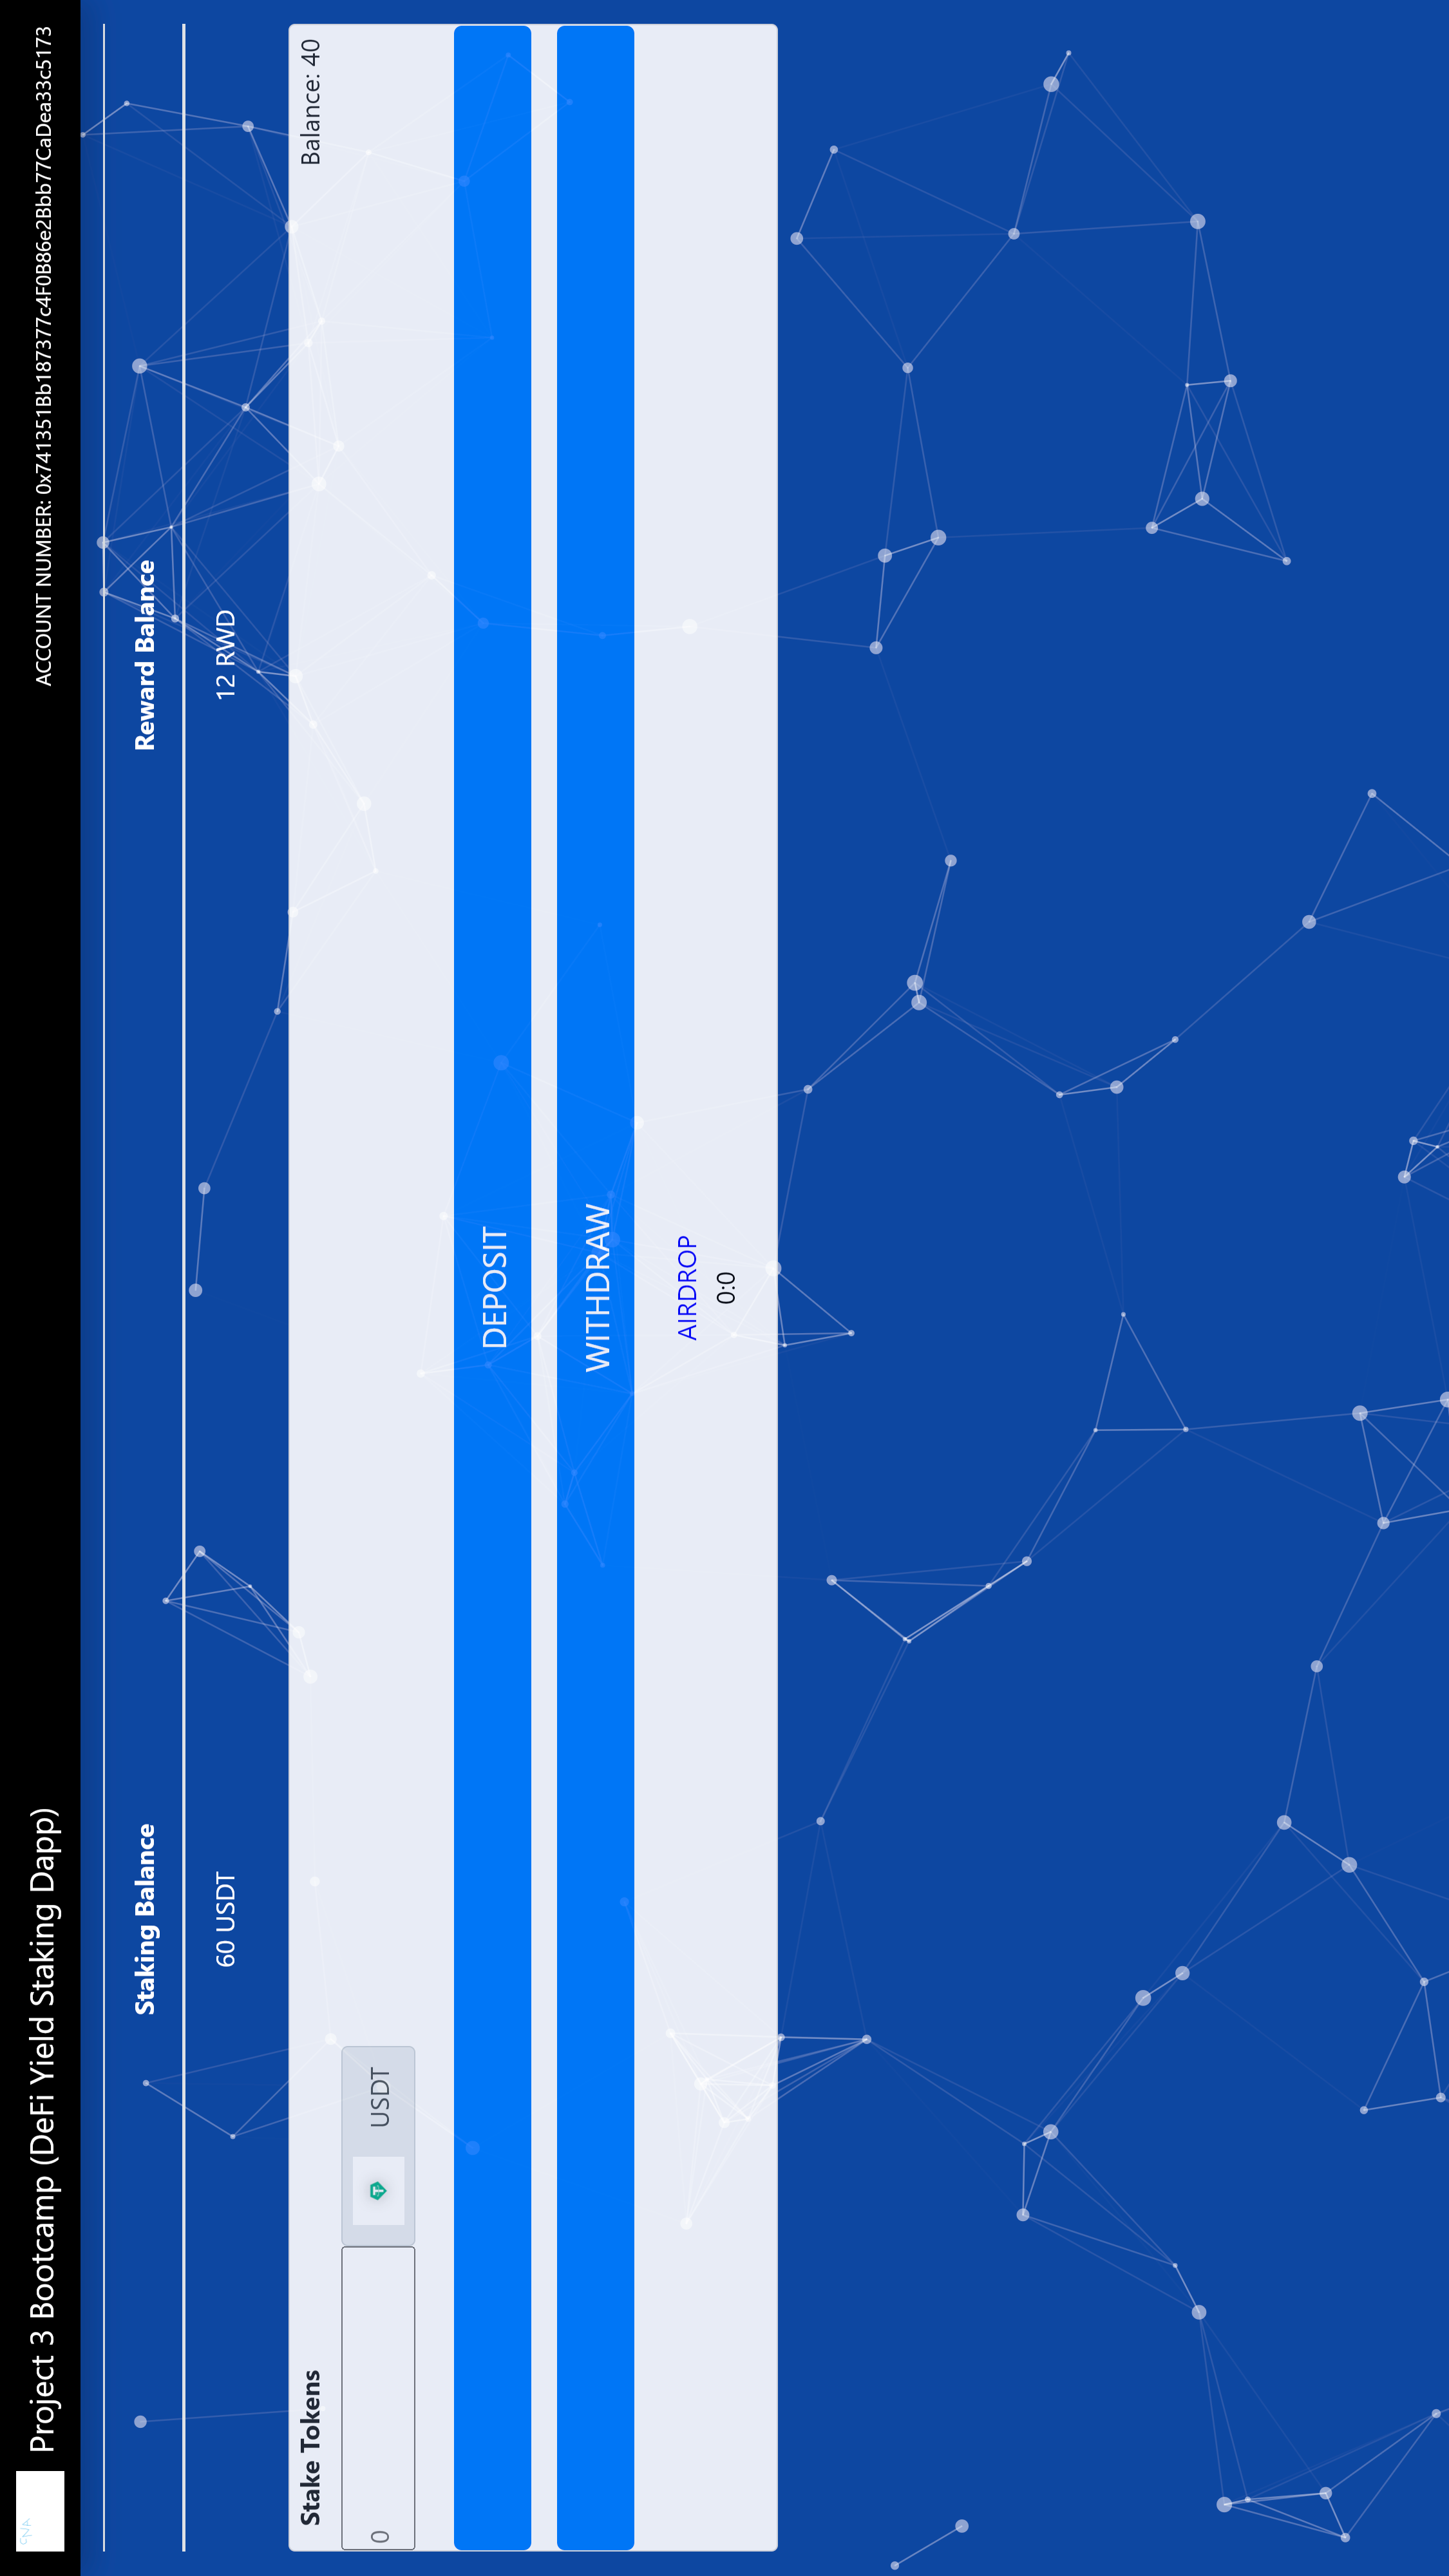 Project 3 Bootcamp (DeFi Yield Staking Dapp)
ACCOUNT NUMBER: 0x741351Bb187377c4F0B86e2Bbb77CaDea33c5173
Staking Balance Reward Balance
60 USDT 12 RWD
Stake Tokens Balance: 40
0 USDT
DEPOSIT
WITHDRAW
AIRDROP
0:0